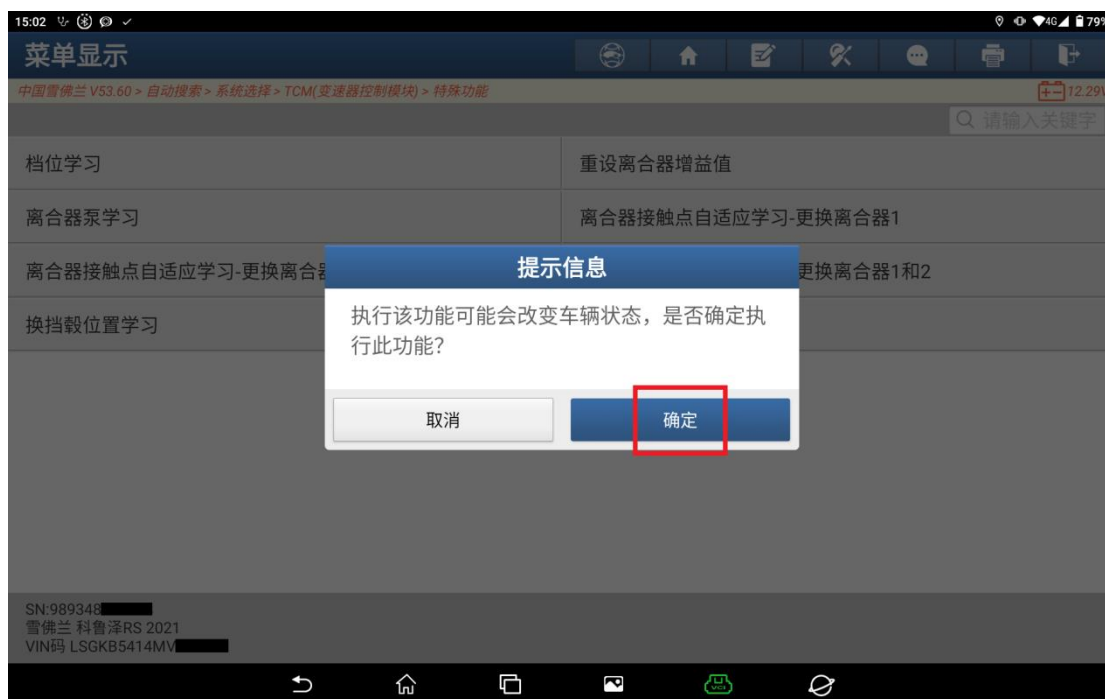 15:02 4G 79%
菜单显示
中国雪佛兰 V53.60 > 自动搜索 > 系统选择 > TCM(变速器控制模块) > 特殊功能 12.29V
请输入关键字
档位学习 重设离合器增益值
离合器泵学习 离合器接触点自适应学习-更换离合器1
离合器接触点自适应学习-更换离合 更换离合器1和2
换挡毂位置学习
提示信息
执行该功能可能会改变车辆状态，是否确定执
行此功能？
取消 确定
SN:989348
雪佛兰 科鲁泽RS 2021
VIN码 LSGKB5414MV
VCI